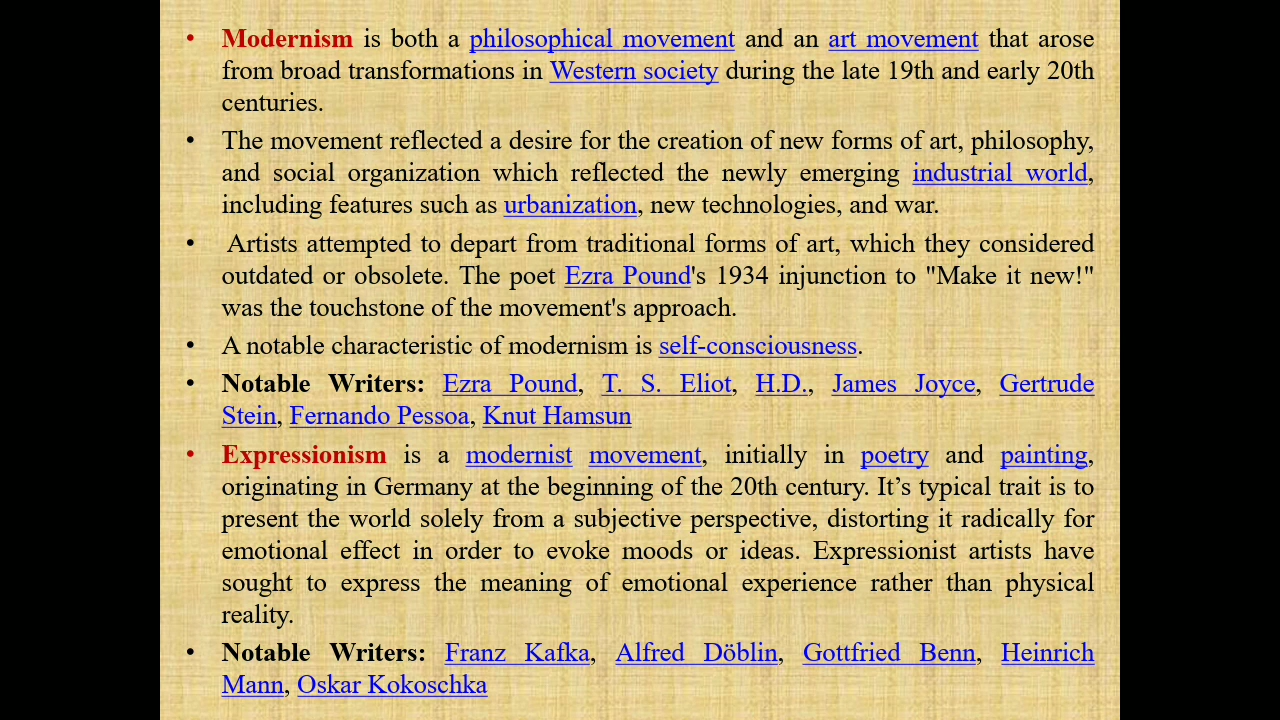 • Modernism is both a philosophical movement and an art movement that arose
from broad transformations in Western society during the late 19th and early 20th
centuries.
• The movement reflected a desire for the creation of new forms of art, philosophy,
and social organization which reflected the newly emerging industrial world,
including features such as urbanization, new technologies, and war.
• Artists attempted to depart from traditional forms of art, which they considered
outdated or obsolete. The poet Ezra Pound's 1934 injunction to "Make it new!"
was the touchstone of the movement's approach.
• A notable characteristic of modernism is self-consciousness.
• Notable Writers: Ezra Pound, T. S. Eliot, H.D., James Joyce, Gertrude
Stein, Fernando Pessoa, Knut Hamsun
• Expressionism is a modernist movement, initially in poetry and painting,
originating in Germany at the beginning of the 20th century. It’s typical trait is to
present the world solely from a subjective perspective, distorting it radically for
emotional effect in order to evoke moods or ideas. Expressionist artists have
sought to express the meaning of emotional experience rather than physical
reality.
• Notable Writers: Franz Kafka, Alfred Döblin, Gottfried Benn, Heinrich
Mann, Oskar Kokoschka